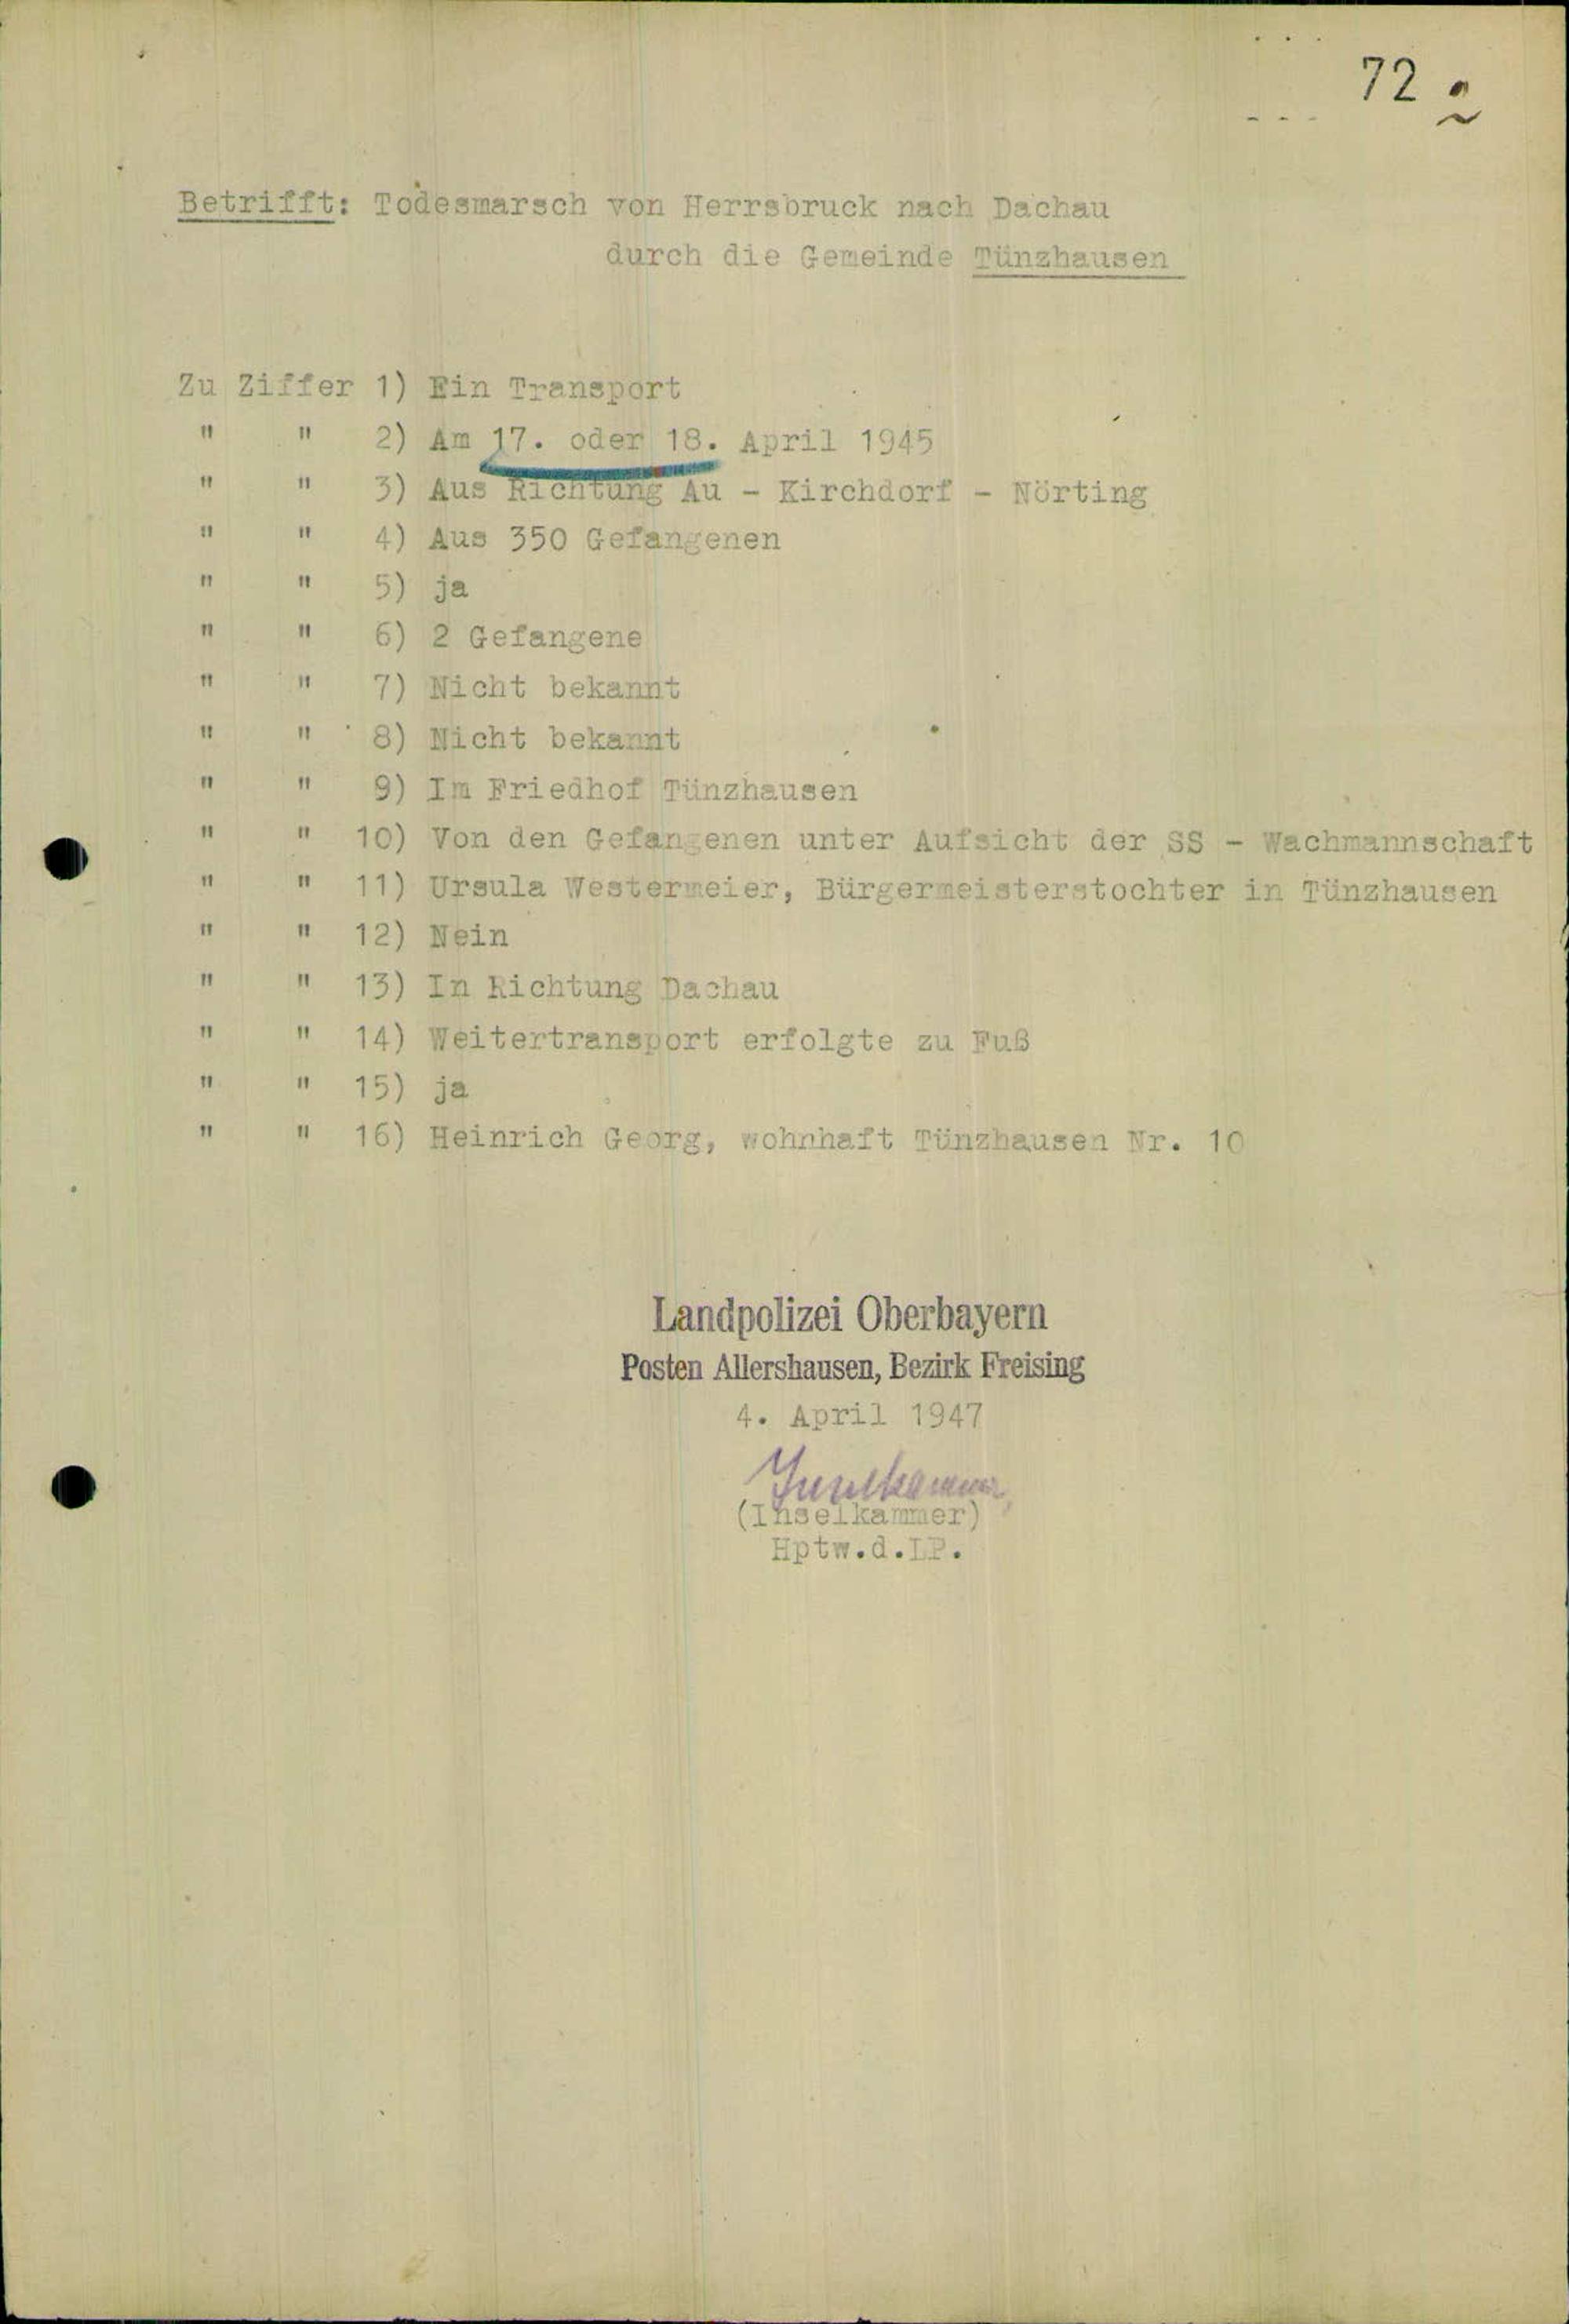 72 a
Betrifft: Todesmarsch von Herrsbruck nach Dachau
durch die Gemeinde Tünzhausen
Zu Ziffer 1) Ein Transport
" " 2) Am 17. oder 18. April 1945
" " 3) Aus Richtung Au - Kirchdorf - Nörting
" " 4) Aus 350 Gefangenen
" " 5) ja
" " 6) 2 Gefangene
" " 7) Nicht bekannt
" " 8) Nicht bekannt
" " 9) Im Friedhof Tünzhausen
" " 10) Von den Gefangenen unter Aufsicht der SS - Wachmannschaft
" " 11) Ursula Westermeier, Bürgermeisterstochter in Tünzhausen
" " 12) Nein
" " 13) In Richtung Dachau
" " 14) Weitertransport erfolgte zu Fuß
" " 15) ja
" " 16) Heinrich Georg, wohnhaft Tünzhausen Nr. 10
Landpolizei Oberbayern
Posten Allershausen, Bezirk Freising
4. April 1947
Inselkammer
(Inselkammer)
Hptw.d.LP.